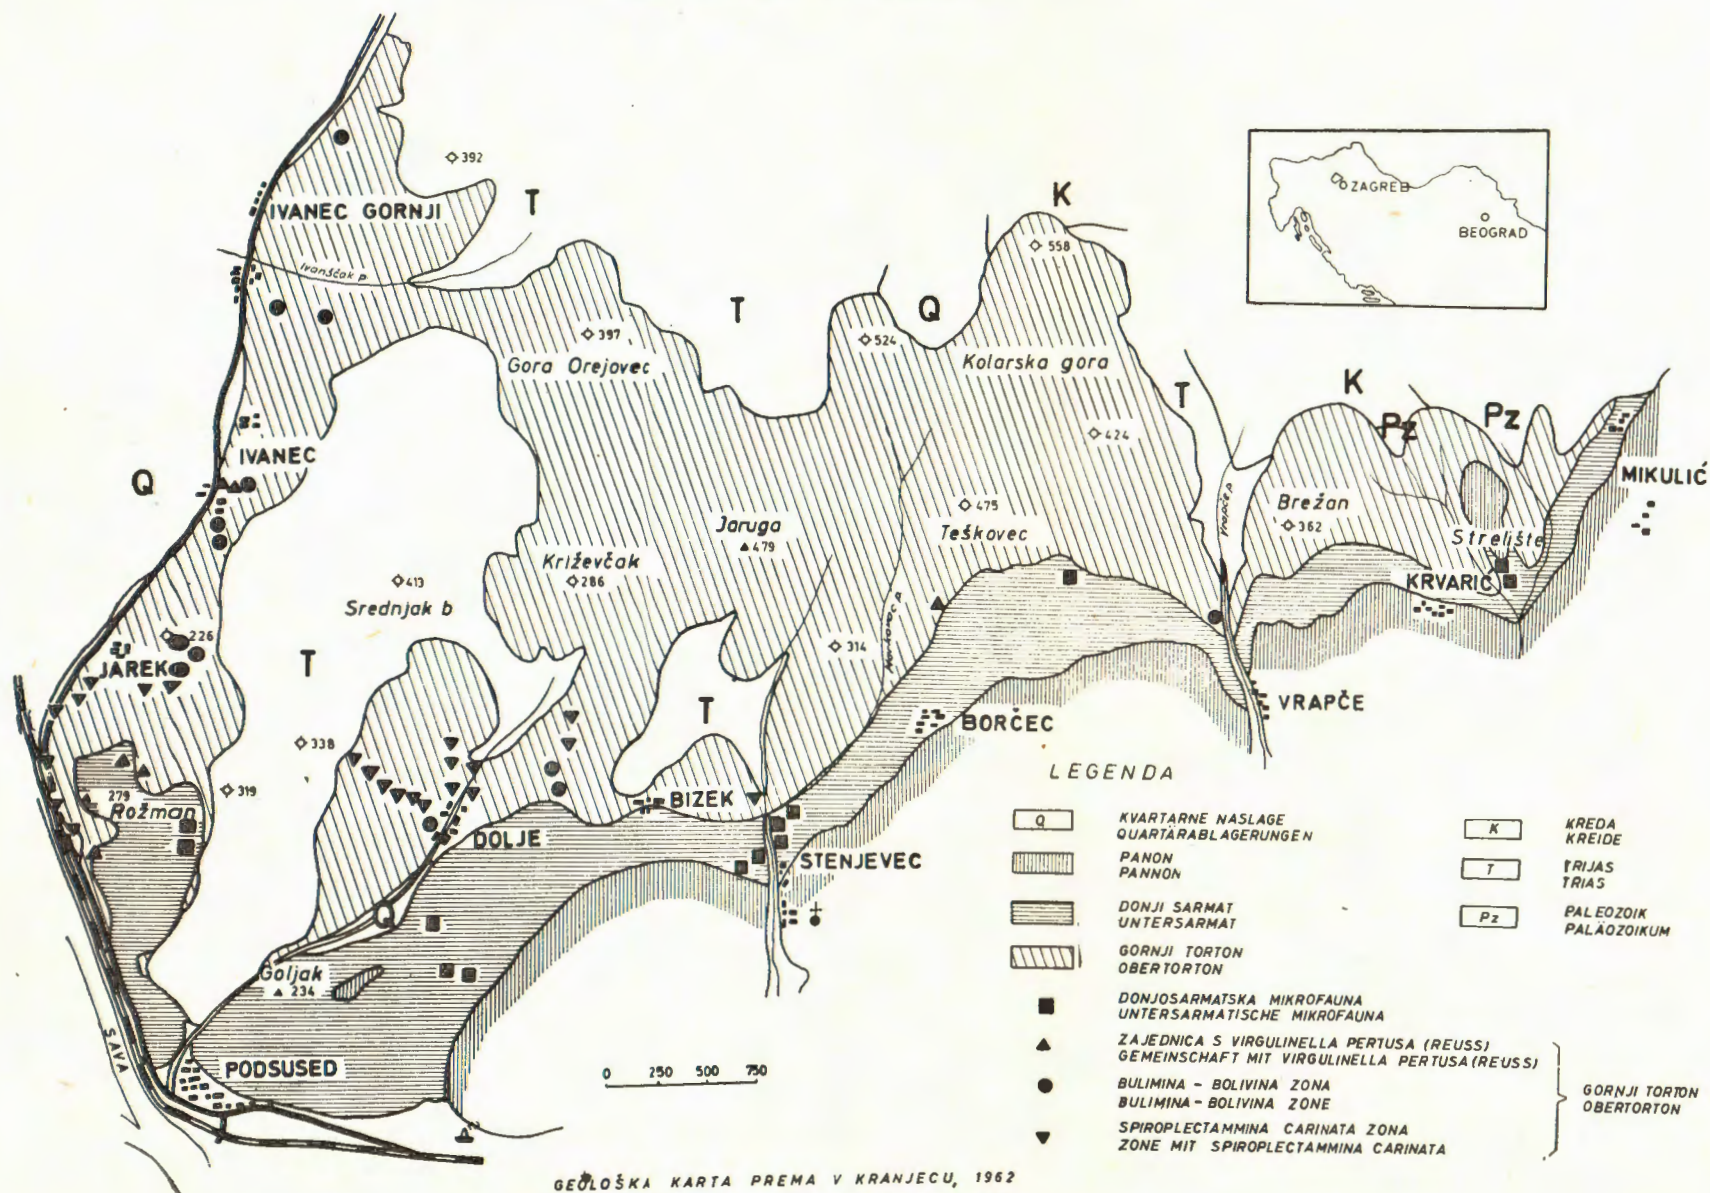 392
IVANEC GORNJI
T
K
ZAGREB
BEOGRAD
Ivanščak p.
558
T
Q
397
524
Gora Orejovec
Kolarska gora
T
K
424
Pz
Pz
IVANEC
Q
MIKULIĆ
475
Teškovec
Vrapče p.
Brežan
362
Jaruga
479
Strelište
KRVARIĆ
Križevčak
286
413
Srednjak b
226
JAREK
T
314
T
VRAPČE
BORČEC
338
319
279
Rožman
BIZEK
DOLJE
STENJEVEC
Q
Goljak
234
SAVA
PODSUSED
0 250 500 750
LEGENDA
Q KVARTARNE NASLAGE
QUARTÄRABLAGERUNGEN
PANON
PANNON
DONJI SARMAT
UNTERSARMAT
GORNJI TORTON
OBERTORTON
K KREDA
KREIDE
T TRIJAS
TRIAS
Pz PALEOZOIK
PALÄOZOIKUM
DONJOSARMATSKA MIKROFAUNA
UNTERSARMATISCHE MIKROFAUNA
ZAJEDNICA S VIRGULINELLA PERTUSA (REUSS)
GEMEINSCHAFT MIT VIRGULINELLA PERTUSA (REUSS)
BULIMINA - BOLIVINA ZONA
BULIMINA - BOLIVINA ZONE
SPIROPLECTAMMINA CARINATA ZONA
ZONE MIT SPIROPLECTAMMINA CARINATA
GORNJI TORTON
OBERTORTON
GEOLOŠKA KARTA PREMA V KRANJECU, 1962